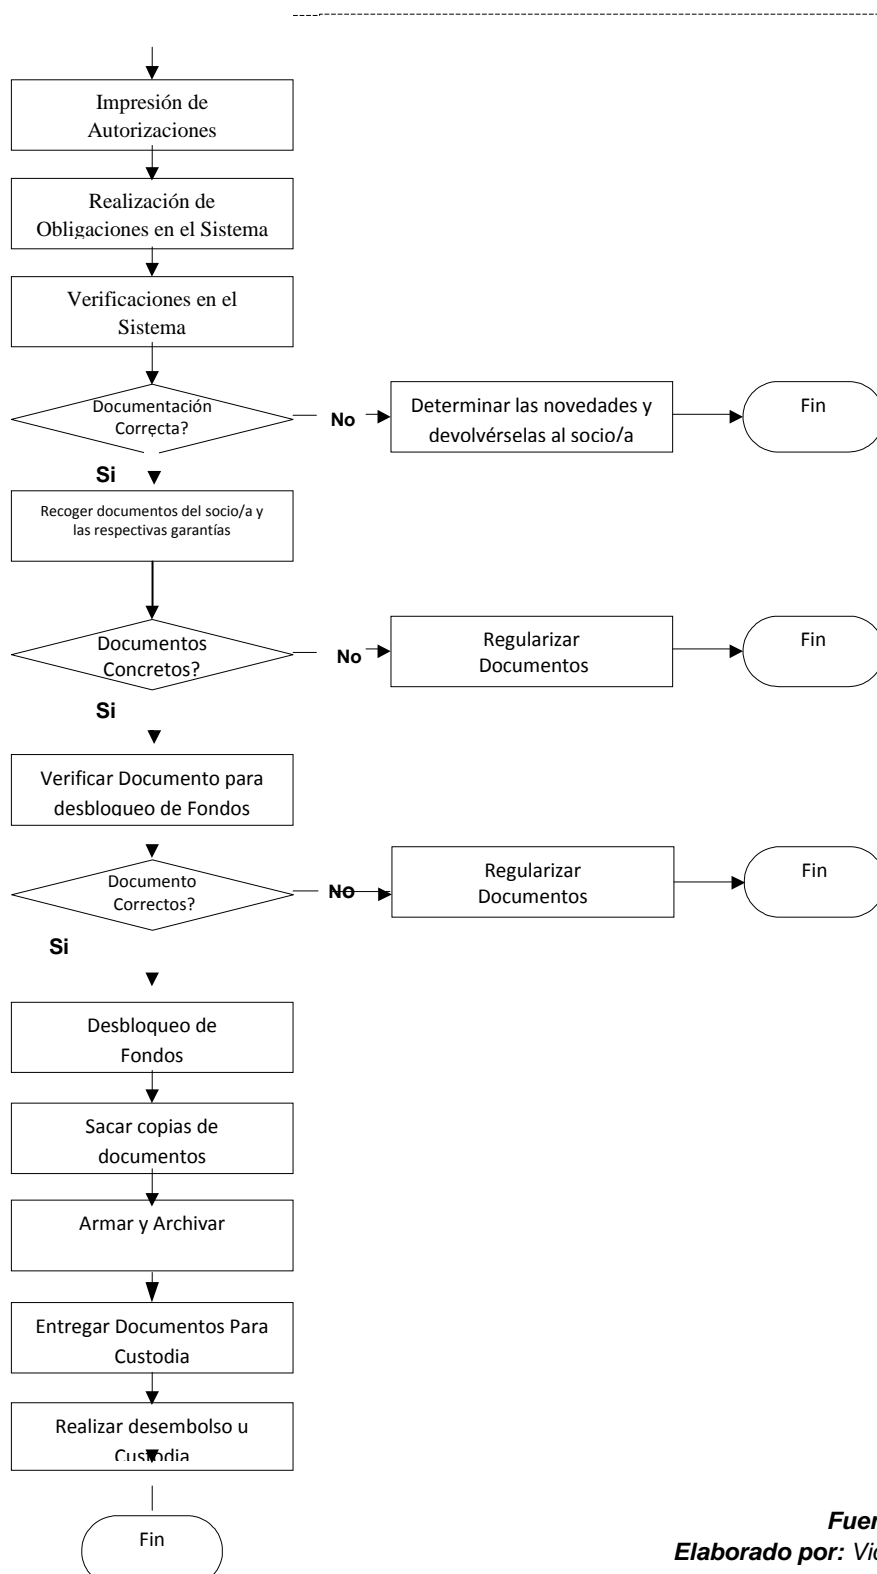 Impresión de
Autorizaciones
Realización de
Obligaciones en el Sistema
Verificaciones en el
Sistema
Documentación
Correcta?
No
Determinar las novedades y
devolvérselas al socio/a
Fin
Si
Recoger documentos del socio/a y
las respectivas garantías
Documentos
Concretos?
No
Regularizar
Documentos
Fin
Si
Verificar Documento para
desbloqueo de Fondos
Documento
Correctos?
No
Regularizar
Documentos
Fin
Si
Desbloqueo de
Fondos
Sacar copias de
documentos
Armar y Archivar
Entregar Documentos Para
Custodia
Realizar desembolso u
Custodia
Fin
Elaborado por: